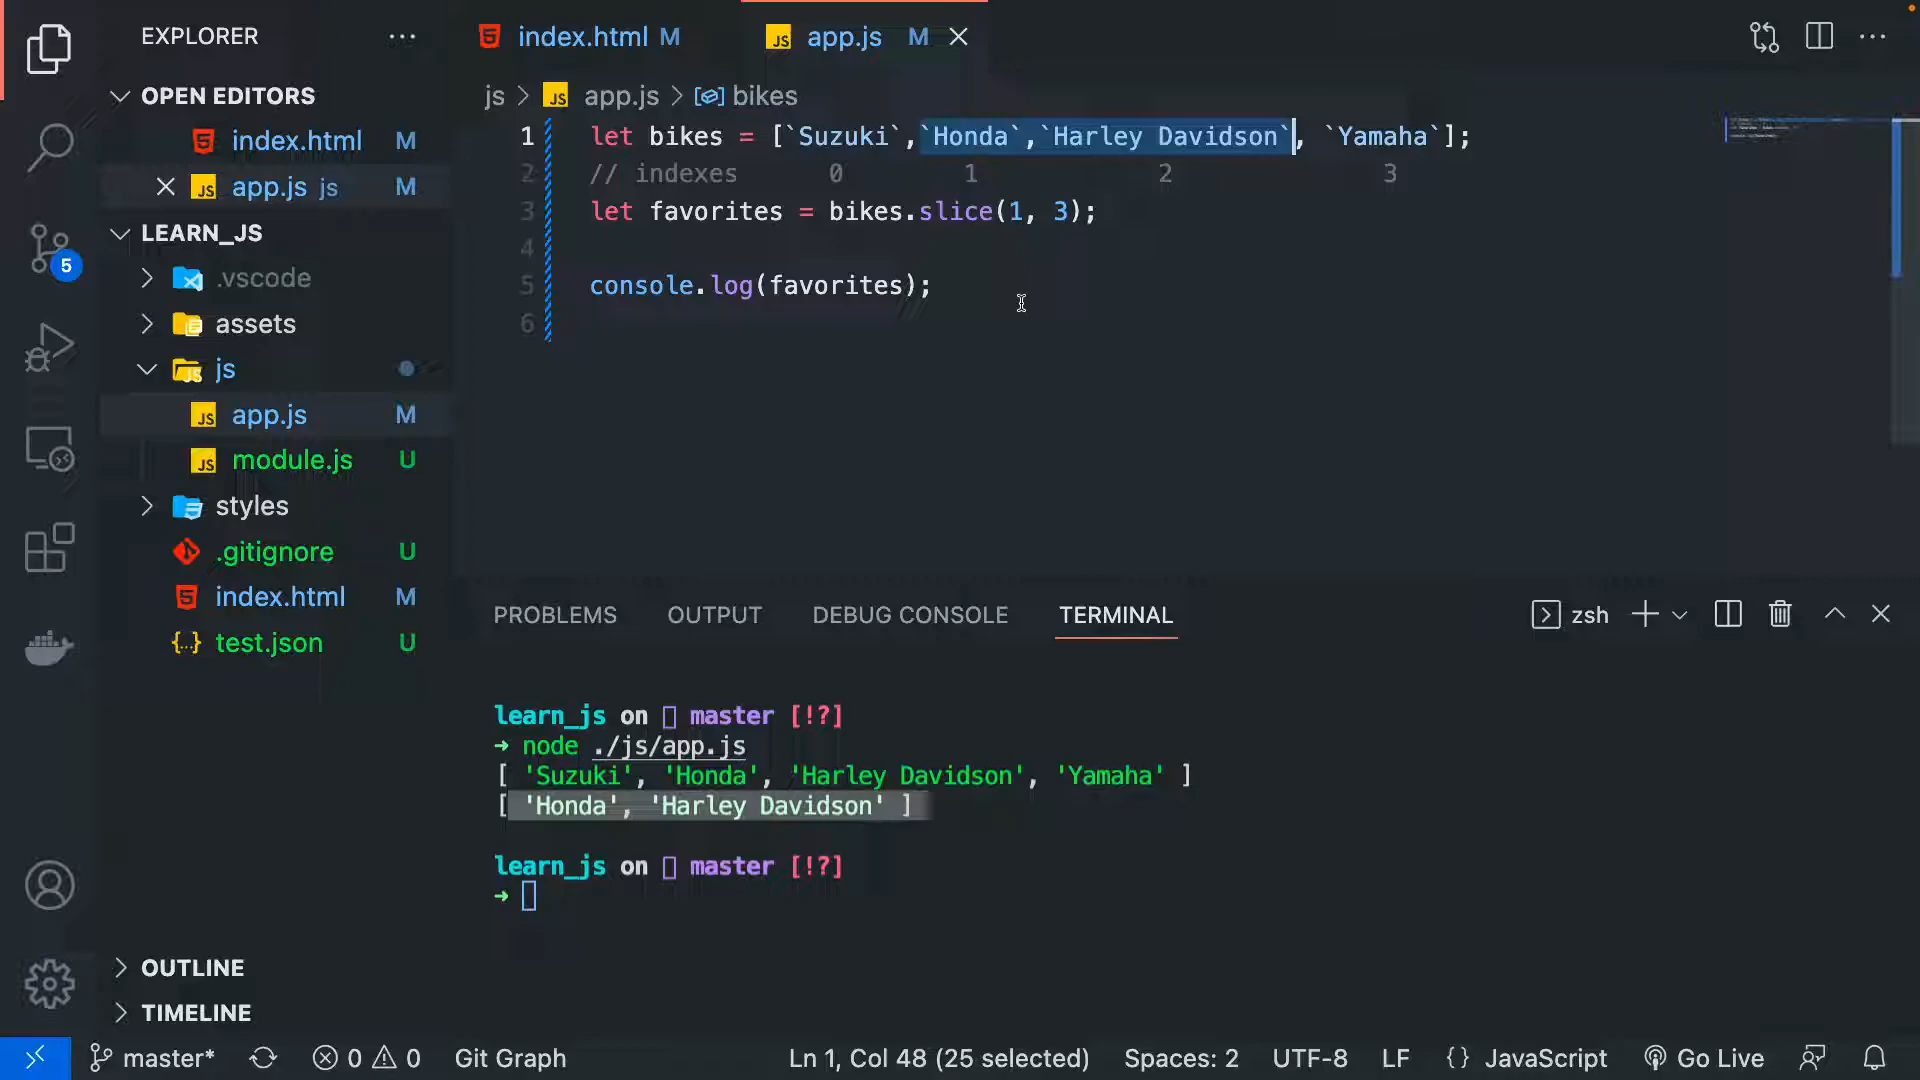 EXPLORER
OPEN EDITORS
index.html M
app.js js M
LEARN_JS
.vscode
assets
js
app.js M
module.js U
styles
.gitignore U
index.html M
test.json U
OUTLINE
TIMELINE
index.html M
app.js M
js > app.js > bikes
1 let bikes = [`Suzuki`,`Honda`,`Harley Davidson`, `Yamaha`];
2 // indexes 0 1 2 3
3 let favorites = bikes.slice(1, 3);
4
5 console.log(favorites);
6
PROBLEMS OUTPUT DEBUG CONSOLE TERMINAL
zsh
learn_js on master [!?]
➜ node ./js/app.js
[ 'Suzuki', 'Honda', 'Harley Davidson', 'Yamaha' ]
[ 'Honda', 'Harley Davidson' ]
learn_js on master [!?]
➜
5
master* 0 0 Git Graph Ln 1, Col 48 (25 selected) Spaces: 2 UTF-8 LF {} JavaScript Go Live